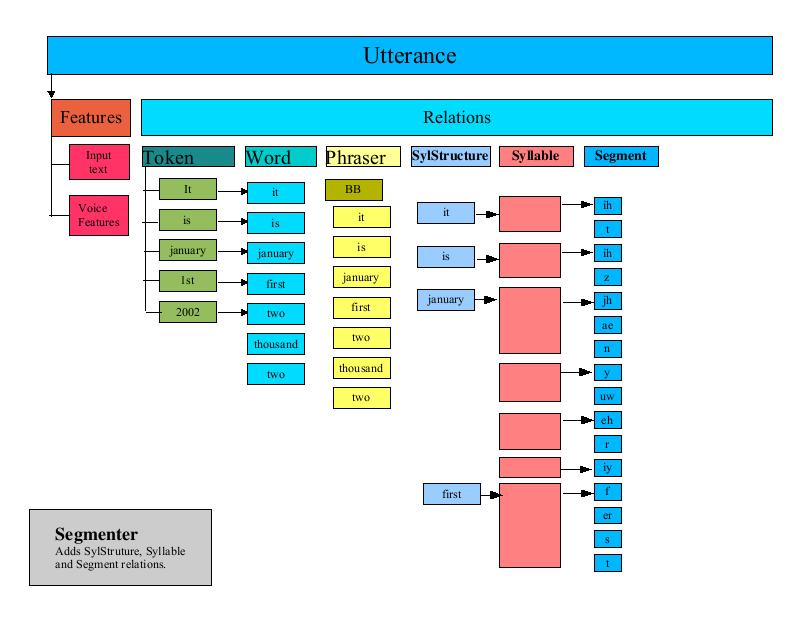 Utterance
Features
Relations
Input
text
Voice
Features
Token
It
is
january
1st
2002
Word
it
is
january
first
two
thousand
two
Phraser
BB
it
is
january
first
two
thousand
two
SylStructure
it
is
january
first
Syllable
Segment
ih
t
ih
z
jh
ae
n
y
uw
eh
r
iy
f
er
s
t
Segmenter
Adds SylStruture, Syllable
and Segment relations.